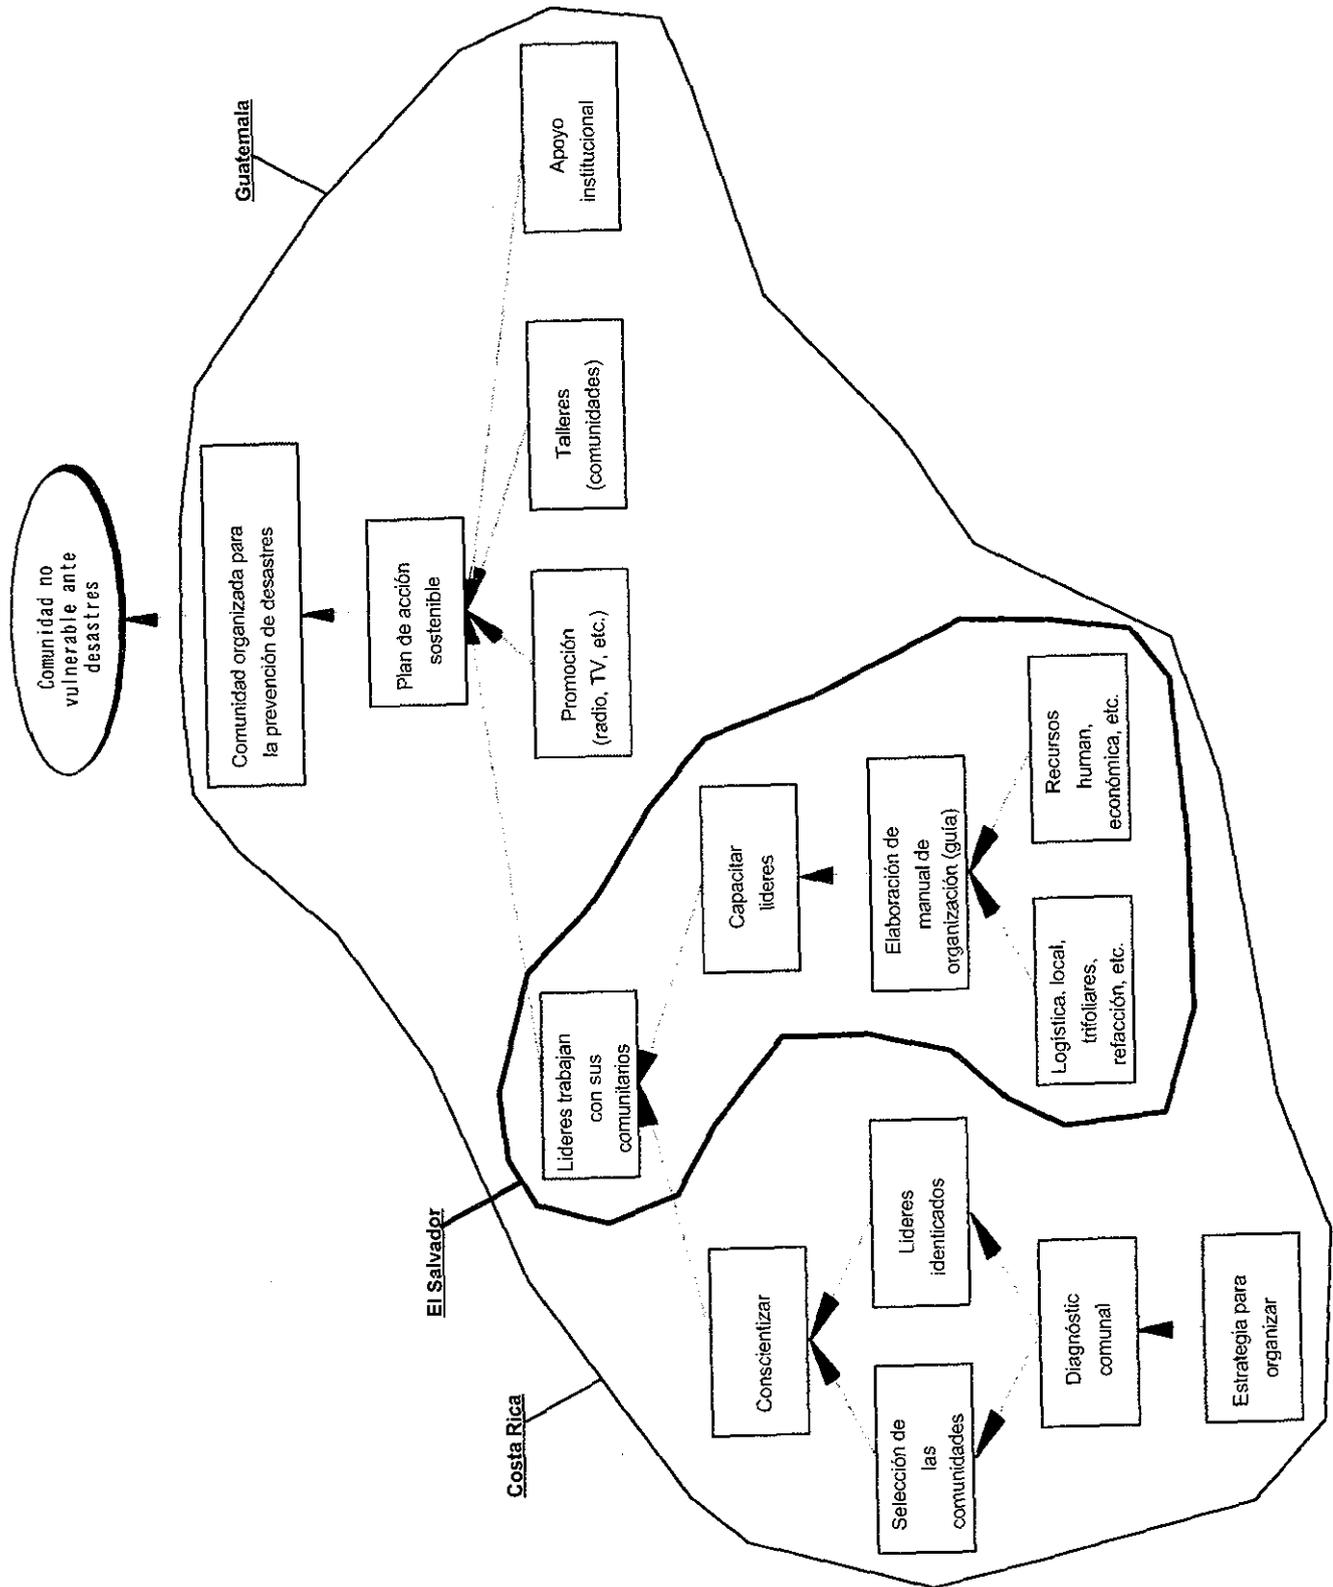 Comunidad no
vulnerable ante
desastres
Guatemala
Comunidad organizada para
la prevención de desastres
Plan de acción
sostenible
Promoción
(radio, TV, etc.)
Talleres
(comunidades)
Apoyo
institucional
El Salvador
Lideres trabajan
con sus
comunitarios
Costa Rica
Conscientizar
Capacitar
lideres
Selección de
las
comunidades
Lideres
identicados
Elaboración de
manual de
organización (guía)
Diagnóstic
comunal
Logística, local,
trifoliares,
refacción, etc.
Recursos
human,
económica, etc.
Estrategia para
organizar